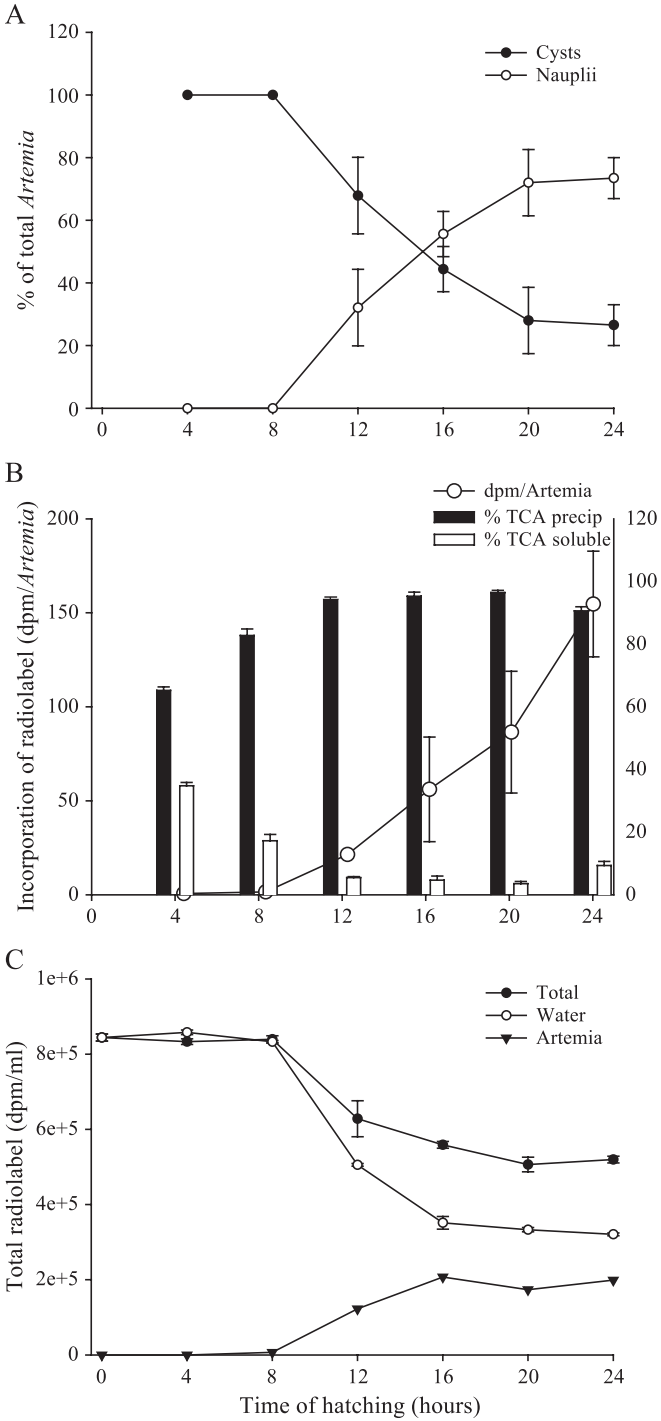 A
120
100
80
60
40
20
0
% of total Artemia
Cysts
Nauplii
0 4 8 12 16 20 24
B
dpm/Artemia
% TCA precip
% TCA soluble
200
150
100
50
0
Incorporation of radiolabel (dpm/Artemia)
120
100
80
60
40
20
0
0 4 8 12 16 20 24
C
1e+6
8e+5
6e+5
4e+5
2e+5
0
Total radiolabel (dpm/ml)
Total
Water
Artemia
0 4 8 12 16 20 24
Time of hatching (hours)